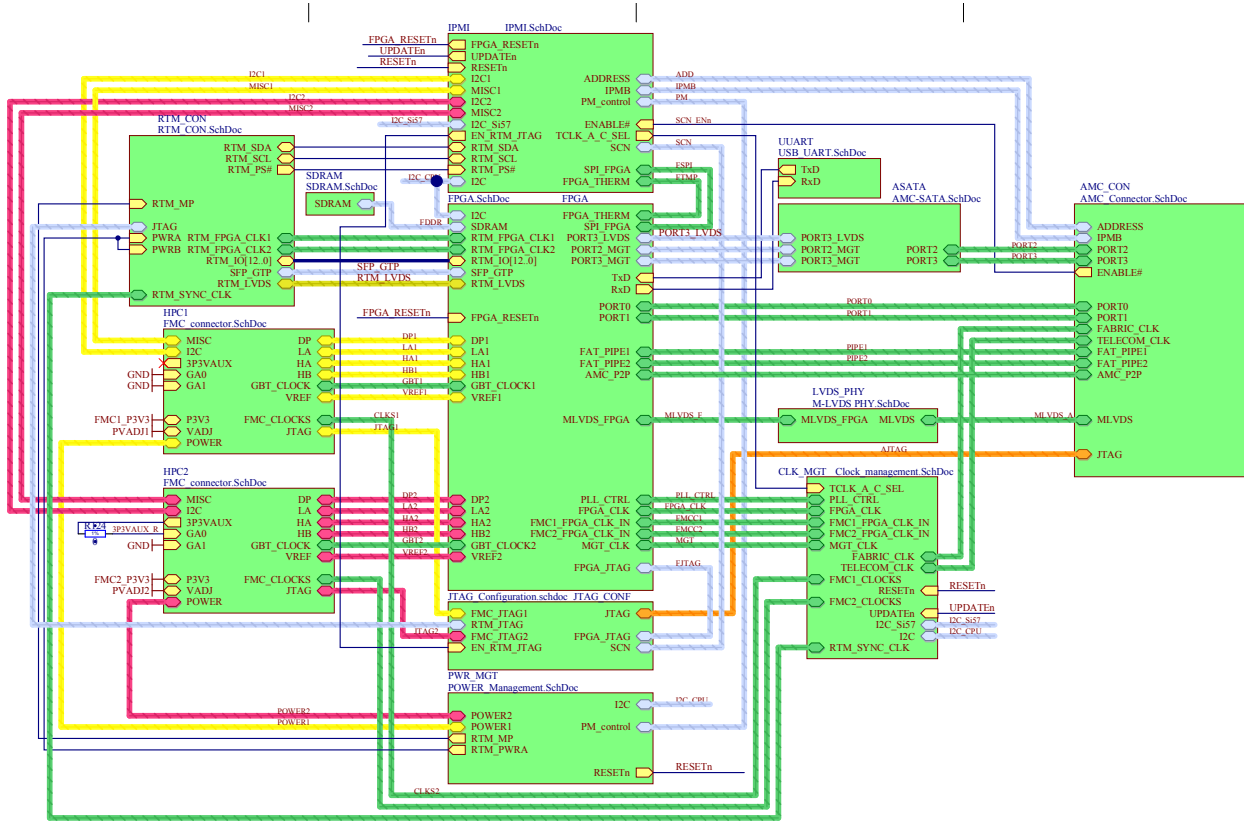 IPMI IPMI.SchDoc
FPGA_RESETn
UPDATEn
RESETn
FPGA_RESETn
UPDATEn
RESETn
I2C1
MISC1
I2C2
MISC2
I2C_Si57
EN_RTM_JTAG
RTM_SDA
RTM_SCL
RTM_PS#
I2C
ADDRESS
IPMB
PM_control
ENABLE#
TCLK_A_C_SEL
SCN
SPI_FPGA
FPGA_THERM
I2C1
MISC1
I2C2
MISC2
I2C_Si57
ADD
IPMB
PM
SCN_ENn
SCN
FSPI
FTMP
RTM_CON
RTM_CON.SchDoc
RTM_SDA
RTM_SCL
RTM_PS#
RTM_MP
JTAG
PWRA
PWRB
RTM_FPGA_CLK1
RTM_FPGA_CLK2
RTM_IO[12..0]
SFP_GTP
RTM_LVDS
RTM_SYNC_CLK
SDRAM
SDRAM.SchDoc
SDRAM
FDDR
SFP_GTP
RTM_LVDS
FPGA_RESETn
FPGA.SchDoc FPGA
I2C
SDRAM
RTM_FPGA_CLK1
RTM_FPGA_CLK2
RTM_IO[12..0]
SFP_GTP
RTM_LVDS
FPGA_RESETn
DP1
LA1
HA1
HB1
GBT_CLOCK1
VREF1
DP2
LA2
HA2
HB2
GBT_CLOCK2
VREF2
FPGA_THERM
SPI_FPGA
PORT3_LVDS
PORT2_MGT
PORT3_MGT
TxD
RxD
PORT0
PORT1
FAT_PIPE1
FAT_PIPE2
AMC_P2P
MLVDS_FPGA
PLL_CTRL
FPGA_CLK
FMC1_FPGA_CLK_IN
FMC2_FPGA_CLK_IN
MGT_CLK
FPGA_JTAG
PORT3_LVDS
UUART
USB_UART.SchDoc
TxD
RxD
ASATA
AMC-SATA.SchDoc
PORT3_LVDS
PORT2_MGT
PORT3_MGT
PORT2
PORT3
PORT2
PORT3
AMC_CON
AMC_Connector.SchDoc
ADDRESS
IPMB
PORT2
PORT3
ENABLE#
PORT0
PORT1
FABRIC_CLK
TELECOM_CLK
FAT_PIPE1
FAT_PIPE2
AMC_P2P
MLVDS
JTAG
PORT0
PORT1
PIPE1
PIPE2
HPC1
FMC_connector.SchDoc
MISC
I2C
3P3VAUX
GA0
GA1
P3V3
VADJ
POWER
DP
LA
HA
HB
GBT_CLOCK
VREF
FMC_CLOCKS
JTAG
GND
GND
FMC1_P3V3
PVADJ1
DP1
LA1
HA1
HB1
GBT1
VREF1
CLKS1
JTAG1
LVDS_PHY
M-LVDS PHY.SchDoc
MLVDS_FPGA MLVDS
MLVDS_F
MLVDS_A
AJTAG
HPC2
FMC_connector.SchDoc
MISC
I2C
3P3VAUX
GA0
GA1
P3V3
VADJ
POWER
DP
LA
HA
HB
GBT_CLOCK
VREF
FMC_CLOCKS
JTAG
3P3VAUX_R
GND
FMC2_P3V3
PVADJ2
DP2
LA2
HA2
HB2
GBT2
VREF2
JTAG2
PLL_CTRL
FPGA_CLK
FMCC1
FMCC2
MGT
FJTAG
CLK_MGT Clock_management.SchDoc
TCLK_A_C_SEL
PLL_CTRL
FPGA_CLK
FMC1_FPGA_CLK_IN
FMC2_FPGA_CLK_IN
MGT_CLK
FABRIC_CLK
TELECOM_CLK
FMC1_CLOCKS
RESETn
FMC2_CLOCKS
UPDATEn
I2C_Si57
I2C
RTM_SYNC_CLK
RESETn
UPDATEn
I2C_Si57
I2C_CPU
JTAG_Configuration.schdoc JTAG_CONF
FMC_JTAG1
RTM_JTAG
FMC_JTAG2
EN_RTM_JTAG
JTAG
FPGA_JTAG
SCN
PWR_MGT
POWER_Management.SchDoc
POWER2
POWER1
RTM_MP
RTM_PWRA
I2C
PM_control
RESETn
I2C_CPU
RESETn
POWER2
POWER1
CLKS2